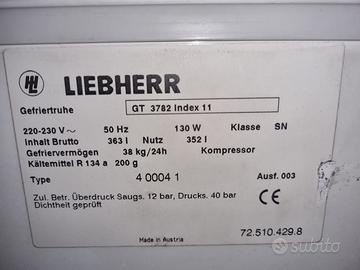 LIEBHERR
Gefriertruhe GT 3782 Index 11
220-230 V~ 50 Hz 130 W Klasse SN
Inhalt Brutto 363 l Nutz 352 l
Gefriervermögen 38 kg/24h Kompressor
Kältemittel R 134 a 200 g
Type 4 0004 1 Ausf. 003
Zul. Betr. Überdruck Saugs. 12 bar, Drucks. 40 bar
Dichtheit geprüft CE
Made in Austria 72.510.429.8
subito